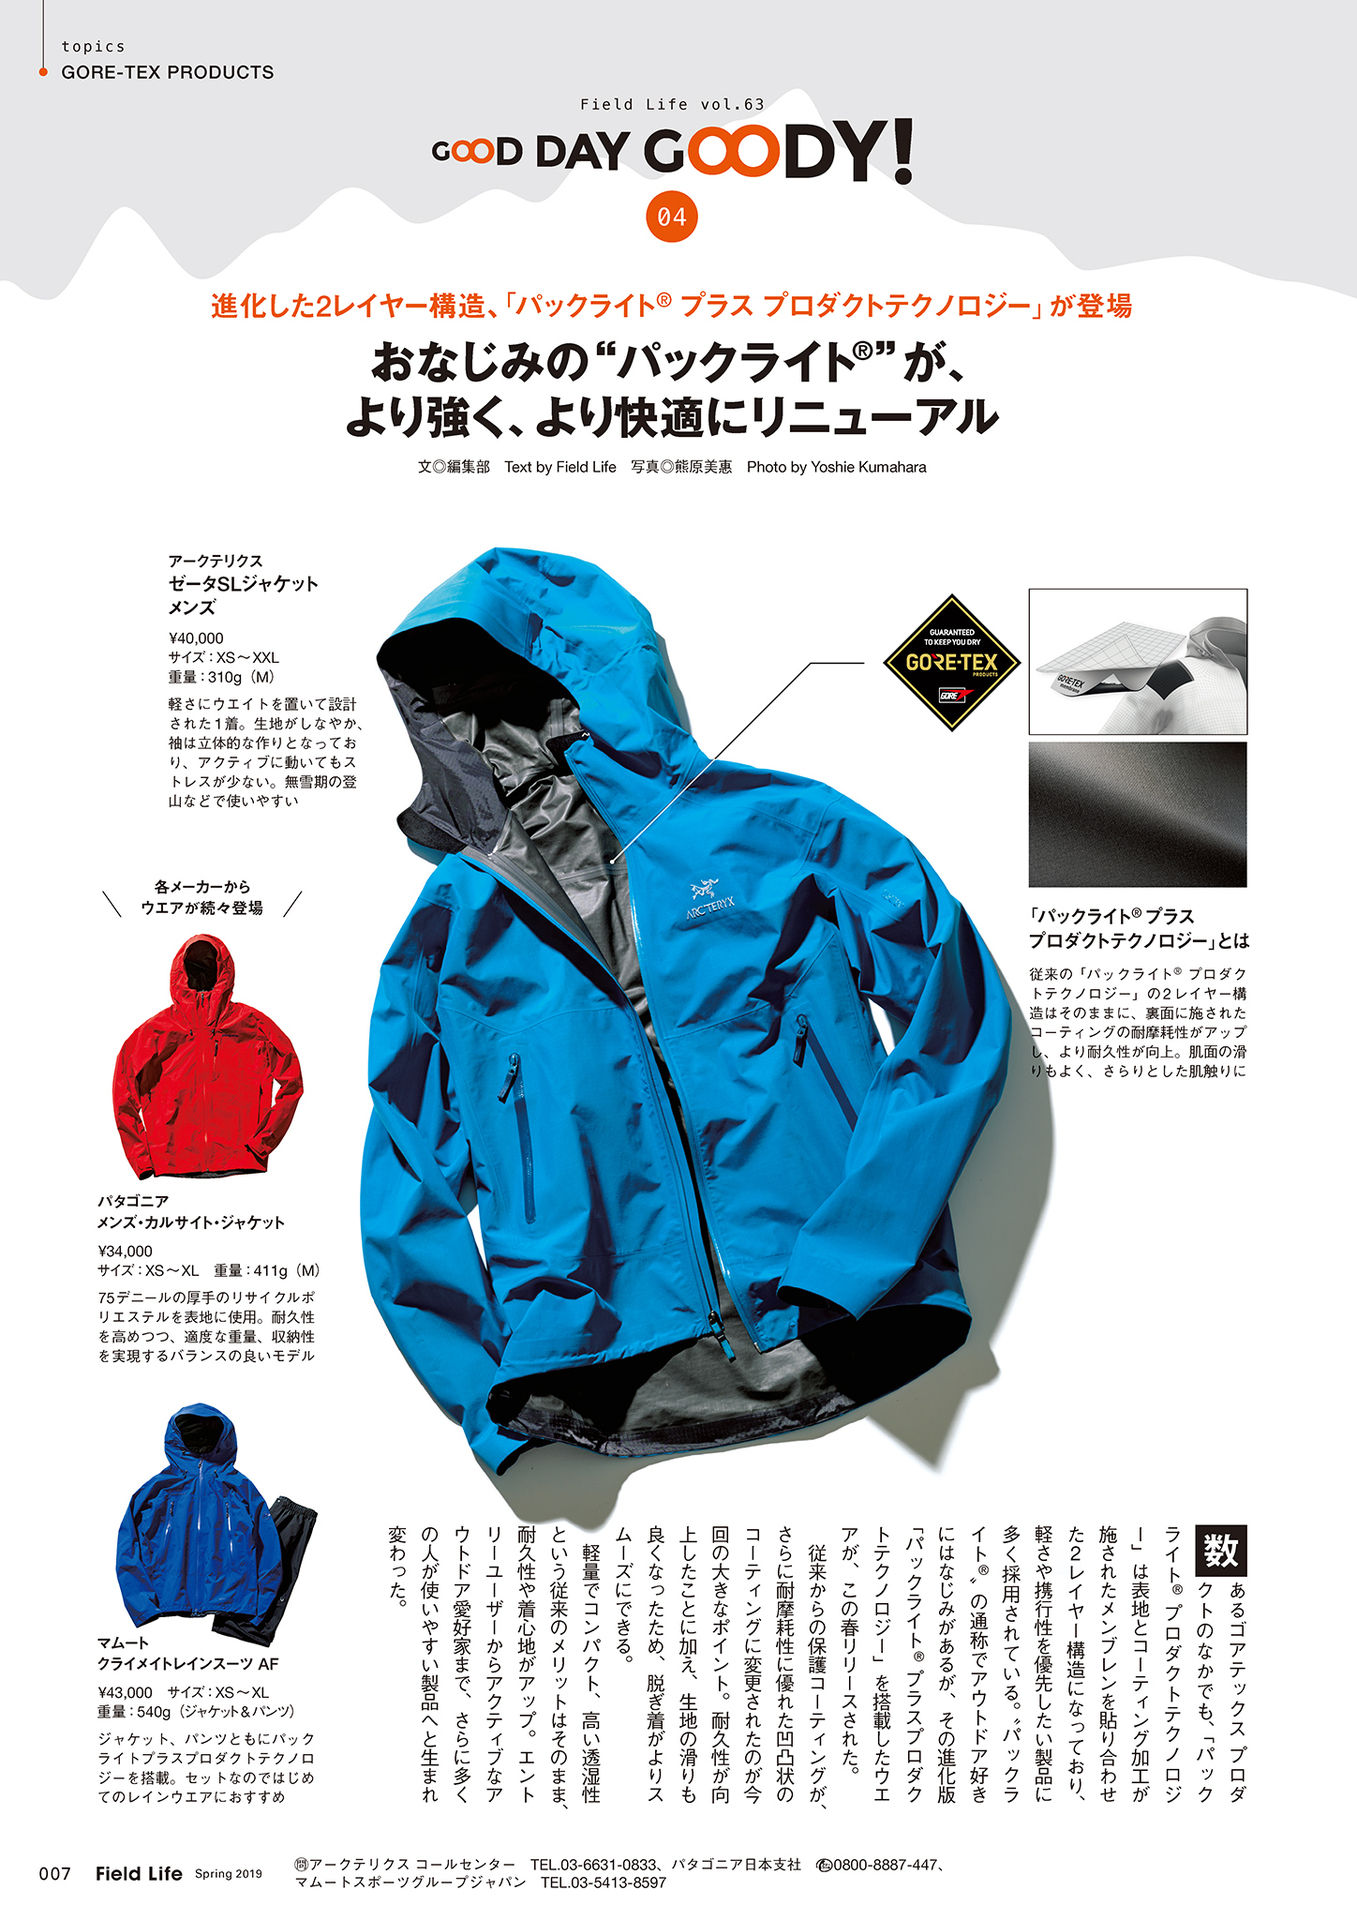 topics
GORE-TEX PRODUCTS
Field Life vol.63
GOOD DAY GOODY!
04
進化した2レイヤー構造、「パックライト® プラス プロダクトテクノロジー」が登場
おなじみの“パックライト®”が、
より強く、より快適にリニューアル
文◎編集部　Text by Field Life　写真◎熊原美惠　Photo by Yoshie Kumahara
アークテリクス
ゼータSLジャケット
メンズ
¥40,000
サイズ：XS〜XXL
重量：310g（M）
軽さにウエイトを置いて設計
された1着。生地がしなやか、
袖は立体的な作りとなってお
り、アクティブに動いてもス
トレスが少ない。無雪期の登
山などで使いやすい
GUARANTEED
TO KEEP YOU DRY
GORE-TEX
PRODUCTS
GORE
GORE-TEX
membrane
ARC'TERYX
「パックライト® プラス
プロダクトテクノロジー」とは
従来の「パックライト® プロダク
トテクノロジー」の2レイヤー構
造はそのままに、裏面に施された
コーティングの耐摩耗性がアップ
し、より耐久性が向上。肌面の滑
りもよく、さらりとした肌触りに
各メーカーから
ウエアが続々登場
パタゴニア
メンズ・カルサイト・ジャケット
¥34,000
サイズ：XS〜XL　重量：411g（M）
75デニールの厚手のリサイクルポ
リエステルを表地に使用。耐久性
を高めつつ、適度な重量、収納性
を実現するバランスの良いモデル
マムート
クライメイトレインスーツ AF
¥43,000　サイズ：XS〜XL
重量：540g（ジャケット＆パンツ）
ジャケット、パンツともにパック
ライトプラスプロダクトテクノロ
ジーを搭載。セットなのではじめ
てのレインウエアにおすすめ
数あるゴアテックス プロダ
クトのなかでも、「パック
ライト® プロダクトテクノロジ
ー」は表地とコーティング加工が
施されたメンブレンを貼り合わせ
た2レイヤー構造になっており、
軽さや携行性を優先したい製品に
多く採用されている。〝パックラ
イト®〟の通称でアウトドア好き
にはなじみがあるが、その進化版
「パックライト® プラスプロダク
トテクノロジー」を搭載したウエ
アが、この春リリースされた。
従来からの保護コーティングが、
さらに耐摩耗性に優れた凹凸状の
コーティングに変更されたのが今
回の大きなポイント。耐久性が向
上したことに加え、生地の滑りも
良くなったため、脱ぎ着がよりス
ムーズにできる。
軽量でコンパクト、高い透湿性
という従来のメリットはそのまま、
耐久性や着心地がアップ。エント
リーユーザーからアクティブなア
ウトドア愛好家まで、さらに多く
の人が使いやすい製品へと生まれ
変わった。
007 Field Life Spring 2019
㉄アークテリクス コールセンター　TEL.03-6631-0833、パタゴニア日本支社　0800-8887-447、
マムートスポーツグループジャパン　TEL.03-5413-8597